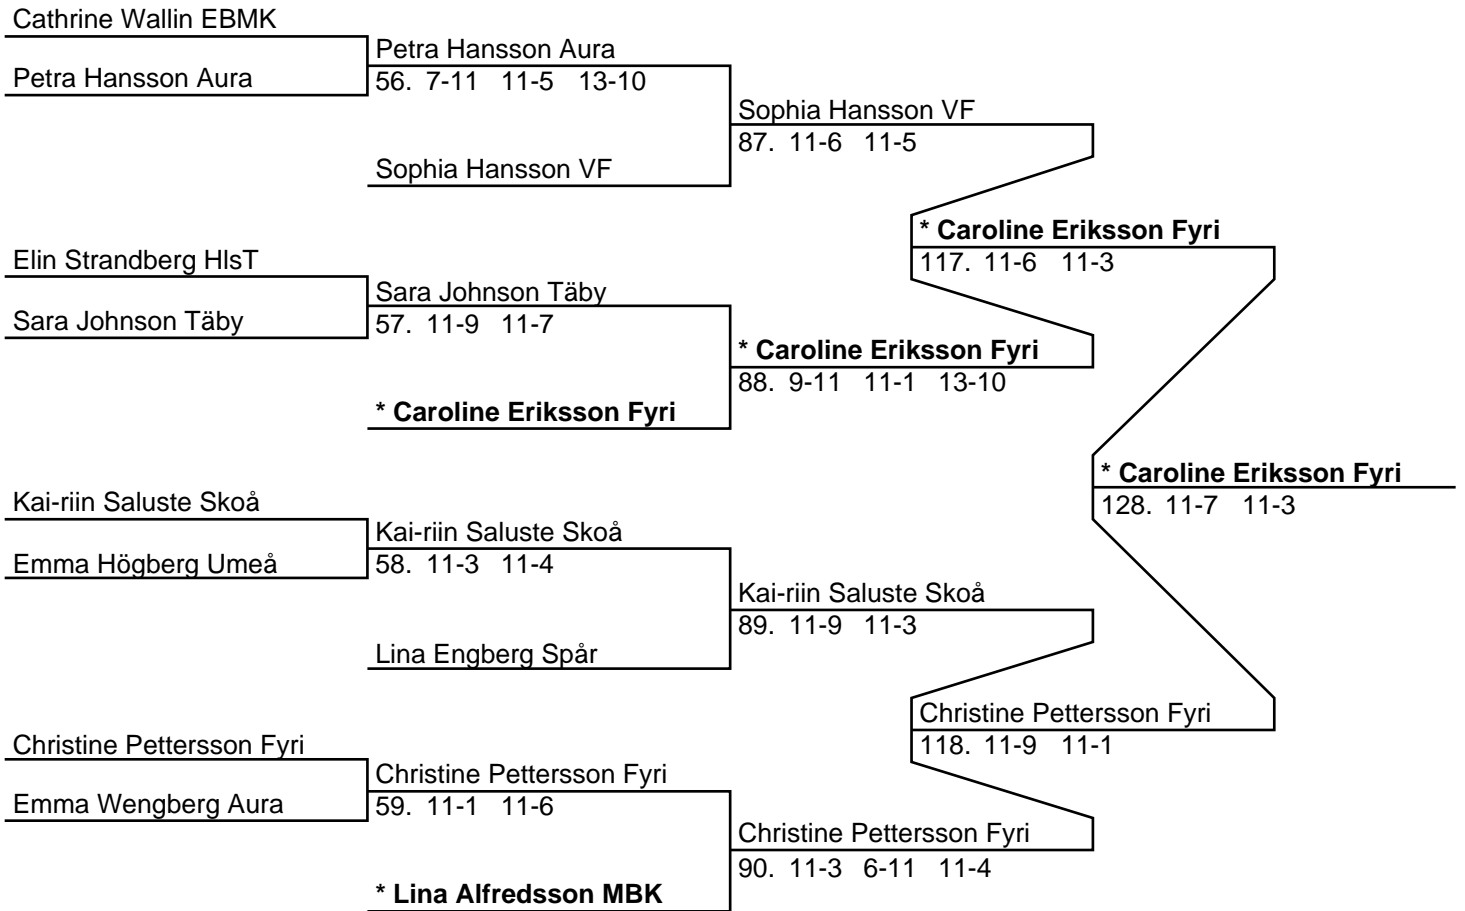 Cathrine Wallin EBMK
Petra Hansson Aura
Petra Hansson Aura
56. 7-11 11-5 13-10
Sophia Hansson VF
87. 11-6 11-5
Sophia Hansson VF
* Caroline Eriksson Fyri
117. 11-6 11-3
Elin Strandberg HIsT
Sara Johnson Täby
Sara Johnson Täby
57. 11-9 11-7
* Caroline Eriksson Fyri
88. 9-11 11-1 13-10
* Caroline Eriksson Fyri
* Caroline Eriksson Fyri
128. 11-7 11-3
Kai-riin Saluste Skoå
Kai-riin Saluste Skoå
Emma Högberg Umeå
58. 11-3 11-4
Kai-riin Saluste Skoå
89. 11-9 11-3
Lina Engberg Spår
Christine Pettersson Fyri
118. 11-9 11-1
Christine Pettersson Fyri
Christine Pettersson Fyri
Emma Wengberg Aura
59. 11-1 11-6
Christine Pettersson Fyri
90. 11-3 6-11 11-4
* Lina Alfredsson MBK